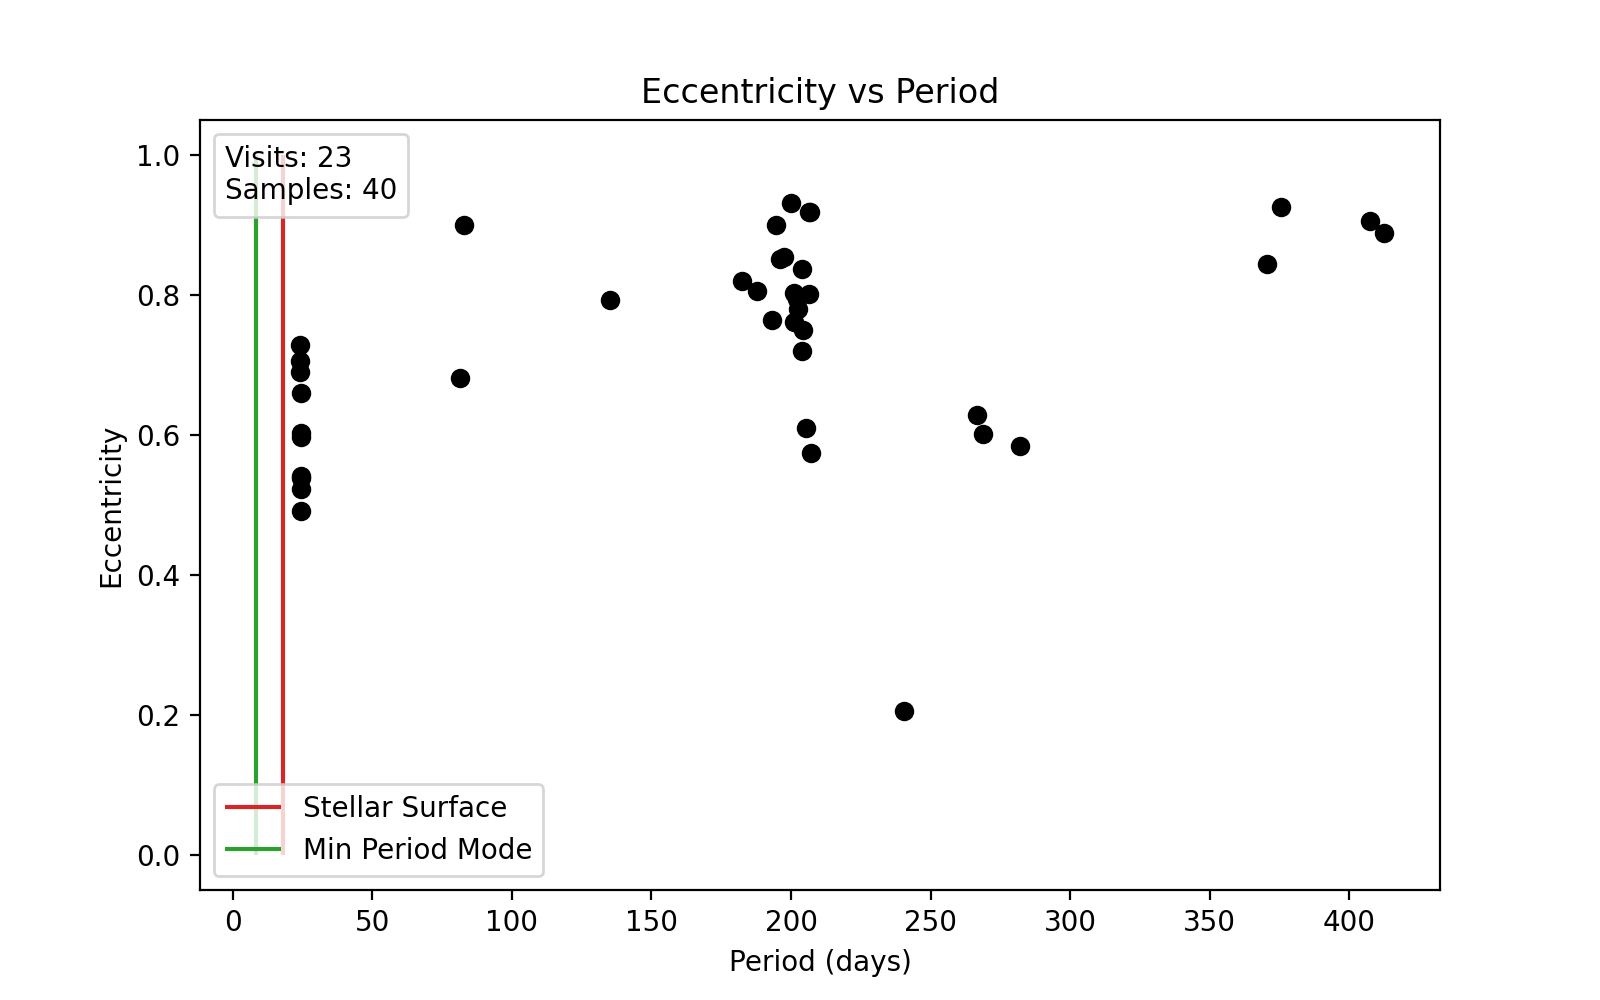 Eccentricity vs Period
Visits: 23
Samples: 40
1.0
0.8
0.6
0.4
0.2
0.0
Eccentricity
Stellar Surface
Min Period Mode
0 50 100 150 200 250 300 350 400
Period (days)